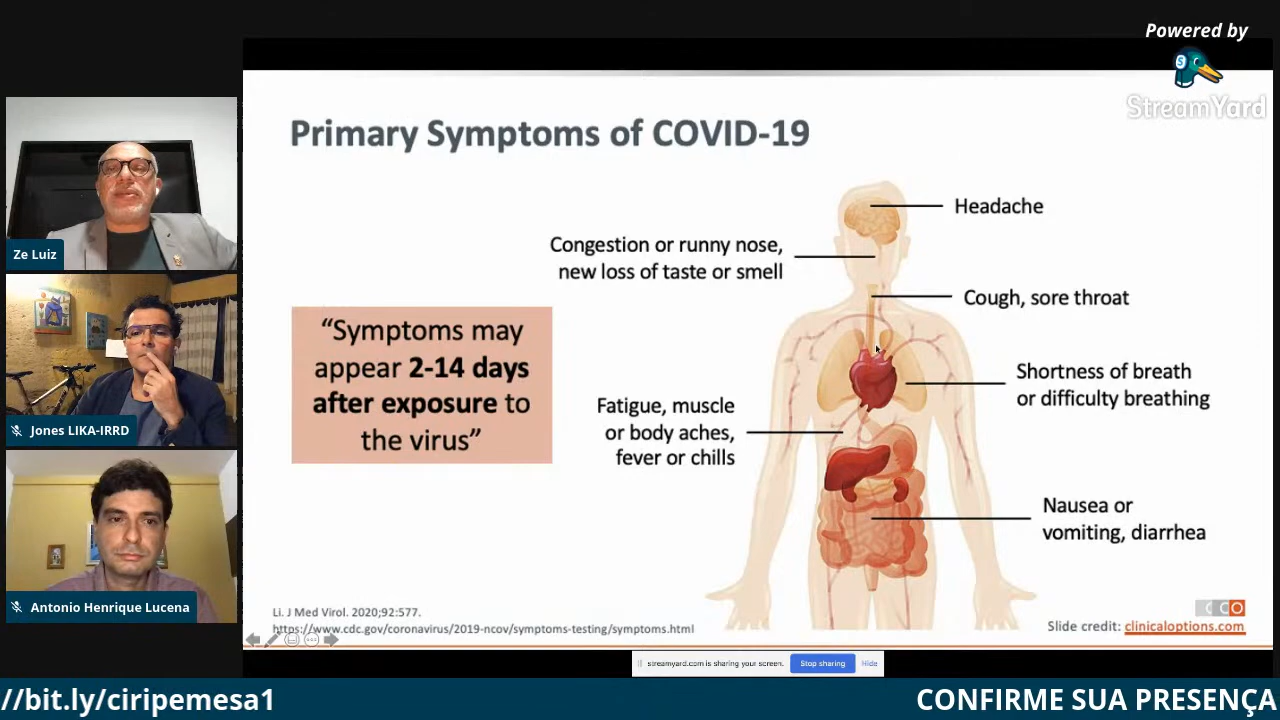 Powered by
StreamYard
Primary Symptoms of COVID-19
Headache
Congestion or runny nose,
new loss of taste or smell
Cough, sore throat
“Symptoms may
appear 2-14 days
after exposure to
the virus”
Shortness of breath
or difficulty breathing
Fatigue, muscle
or body aches,
fever or chills
Nausea or
vomiting, diarrhea
Li. J Med Virol. 2020;92:577.
https://www.cdc.gov/coronavirus/2019-ncov/symptoms-testing/symptoms.html
CCO
Slide credit: clinicaloptions.com
Ze Luiz
Jones LIKA-IRRD
Antonio Henrique Lucena
streamyard.com is sharing your screen.
Stop sharing
Hide
//bit.ly/ciripemesa1
CONFIRME SUA PRESENÇA